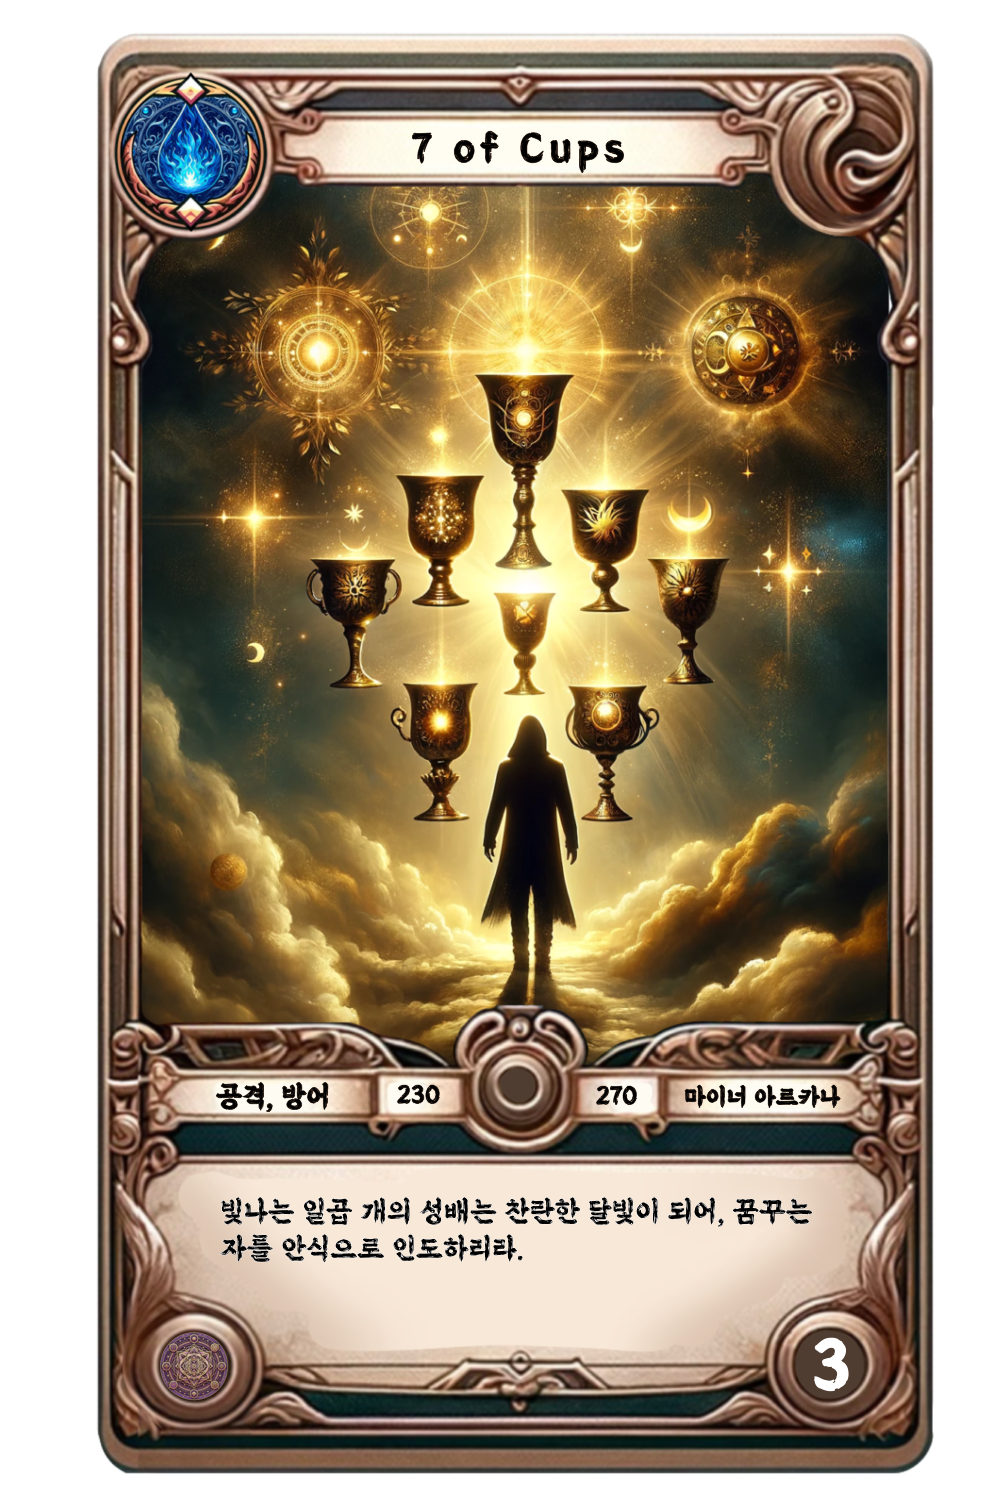 7 of Cups
공격, 방어 230 270 마이너 아르카나
빛나는 일곱 개의 성배는 찬란한 달빛이 되어, 꿈꾸는
자를 안식으로 인도하리라.
3